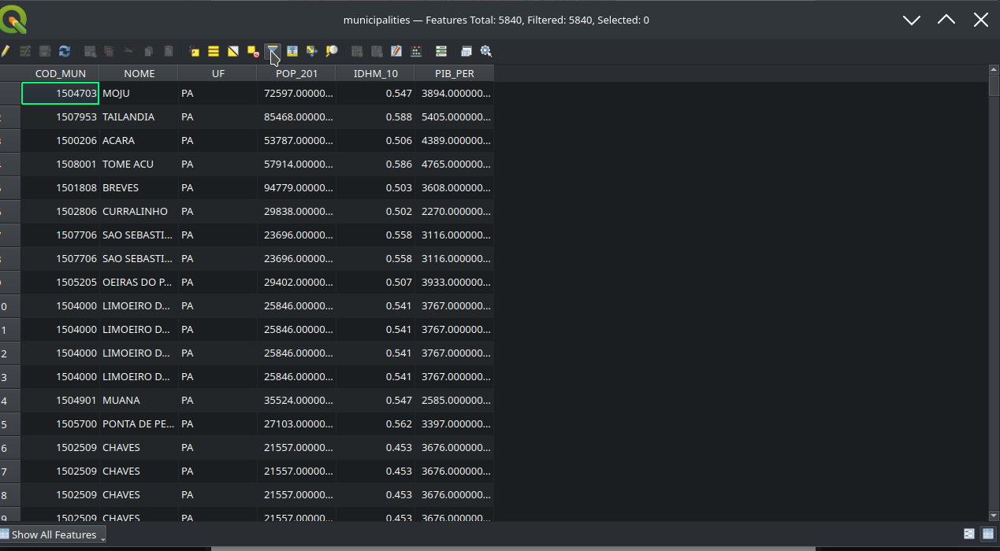 municipalities — Features Total: 5840, Filtered: 5840, Selected: 0
COD_MUN NOME UF POP_201 IDHM_10 PIB_PER
1504703 MOJU PA 72597.00000... 0.547 3894.000000...
1507953 TAILANDIA PA 85468.00000... 0.588 5405.000000...
1500206 ACARA PA 53787.00000... 0.506 4389.000000...
1508001 TOME ACU PA 57914.00000... 0.586 4765.000000...
1501808 BREVES PA 94779.00000... 0.503 3608.000000...
1502806 CURRALINHO PA 29838.00000... 0.502 2270.000000...
1507706 SAO SEBASTI... PA 23696.00000... 0.558 3116.000000...
1507706 SAO SEBASTI... PA 23696.00000... 0.558 3116.000000...
1505205 OEIRAS DO P... PA 29402.00000... 0.507 3933.000000...
0 1504000 LIMOEIRO D... PA 25846.00000... 0.541 3767.000000...
1 1504000 LIMOEIRO D... PA 25846.00000... 0.541 3767.000000...
2 1504000 LIMOEIRO D... PA 25846.00000... 0.541 3767.000000...
3 1504000 LIMOEIRO D... PA 25846.00000... 0.541 3767.000000...
4 1504901 MUANA PA 35524.00000... 0.547 2585.000000...
5 1505700 PONTA DE PE... PA 27103.00000... 0.562 3397.000000...
6 1502509 CHAVES PA 21557.00000... 0.453 3676.000000...
7 1502509 CHAVES PA 21557.00000... 0.453 3676.000000...
8 1502509 CHAVES PA 21557.00000... 0.453 3676.000000...
9 1502509 CHAVES PA 21557.00000... 0.453 3676.000000...
Show All Features